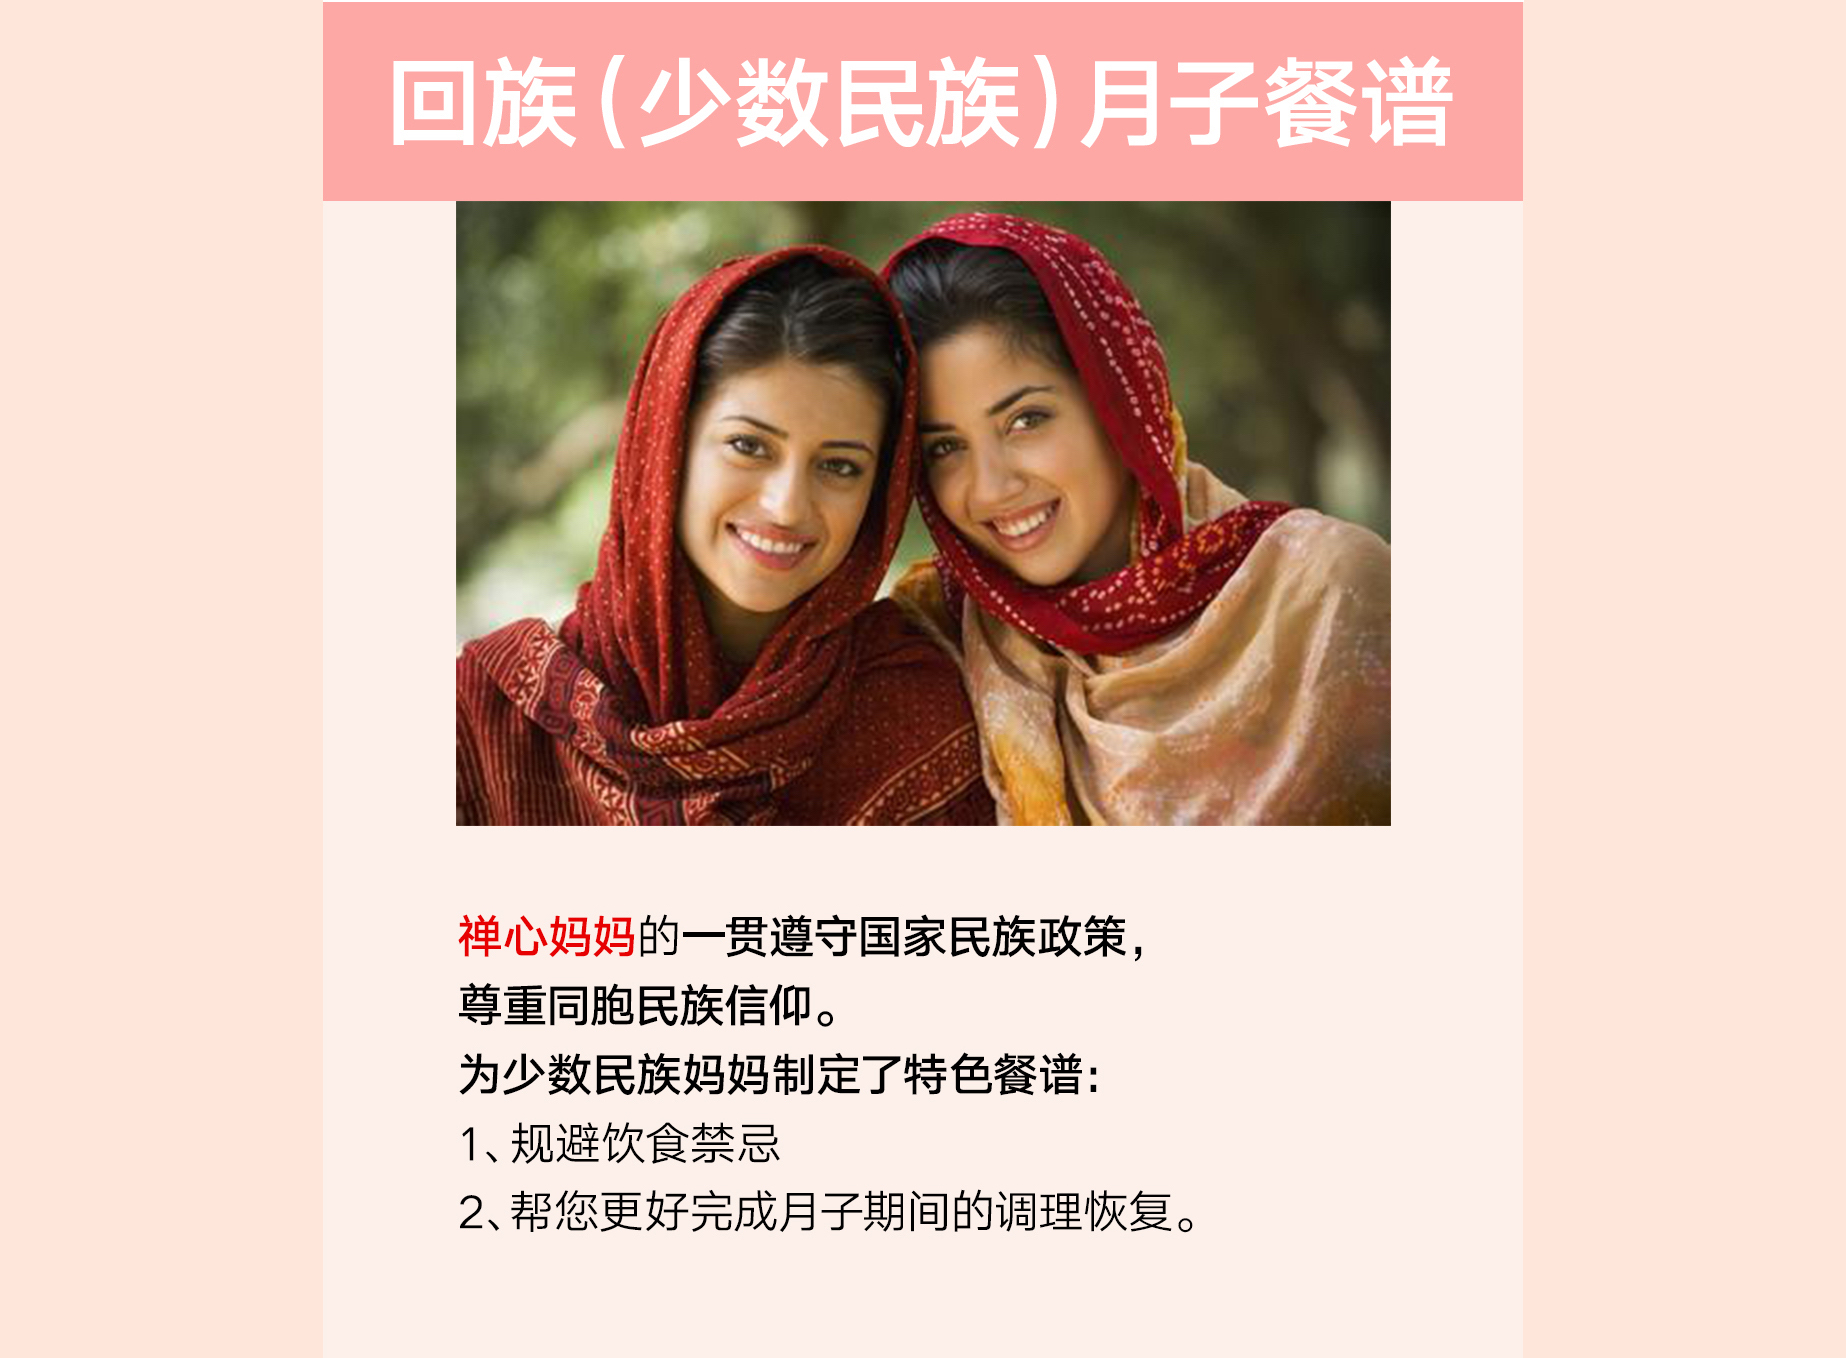 回族（少数民族）月子餐谱
禅心妈妈的一贯遵守国家民族政策，
尊重同胞民族信仰。
为少数民族妈妈制定了特色餐谱：
1、规避饮食禁忌
2、帮您更好完成月子期间的调理恢复。